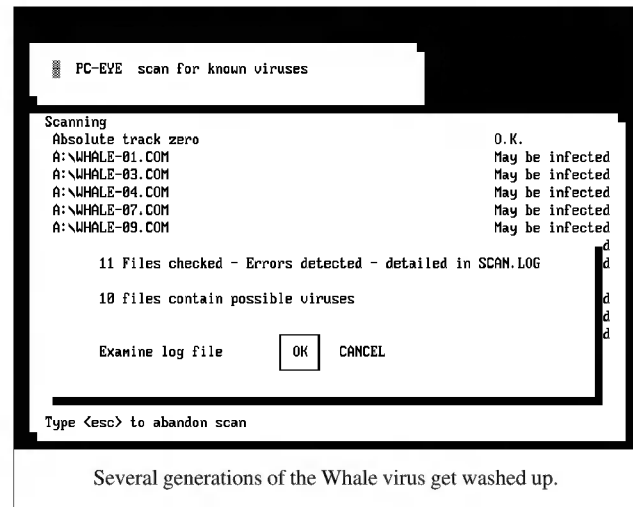 PC-EYE scan for known viruses
Scanning
Absolute track zero O.K.
A:\WHALE-01.COM May be infected
A:\WHALE-03.COM May be infected
A:\WHALE-04.COM May be infected
A:\WHALE-07.COM May be infected
A:\WHALE-09.COM May be infected
d
11 Files checked - Errors detected - detailed in SCAN.LOG d
10 files contain possible viruses d
d
Examine log file OK CANCEL d
Type <esc> to abandon scan
Several generations of the Whale virus get washed up.